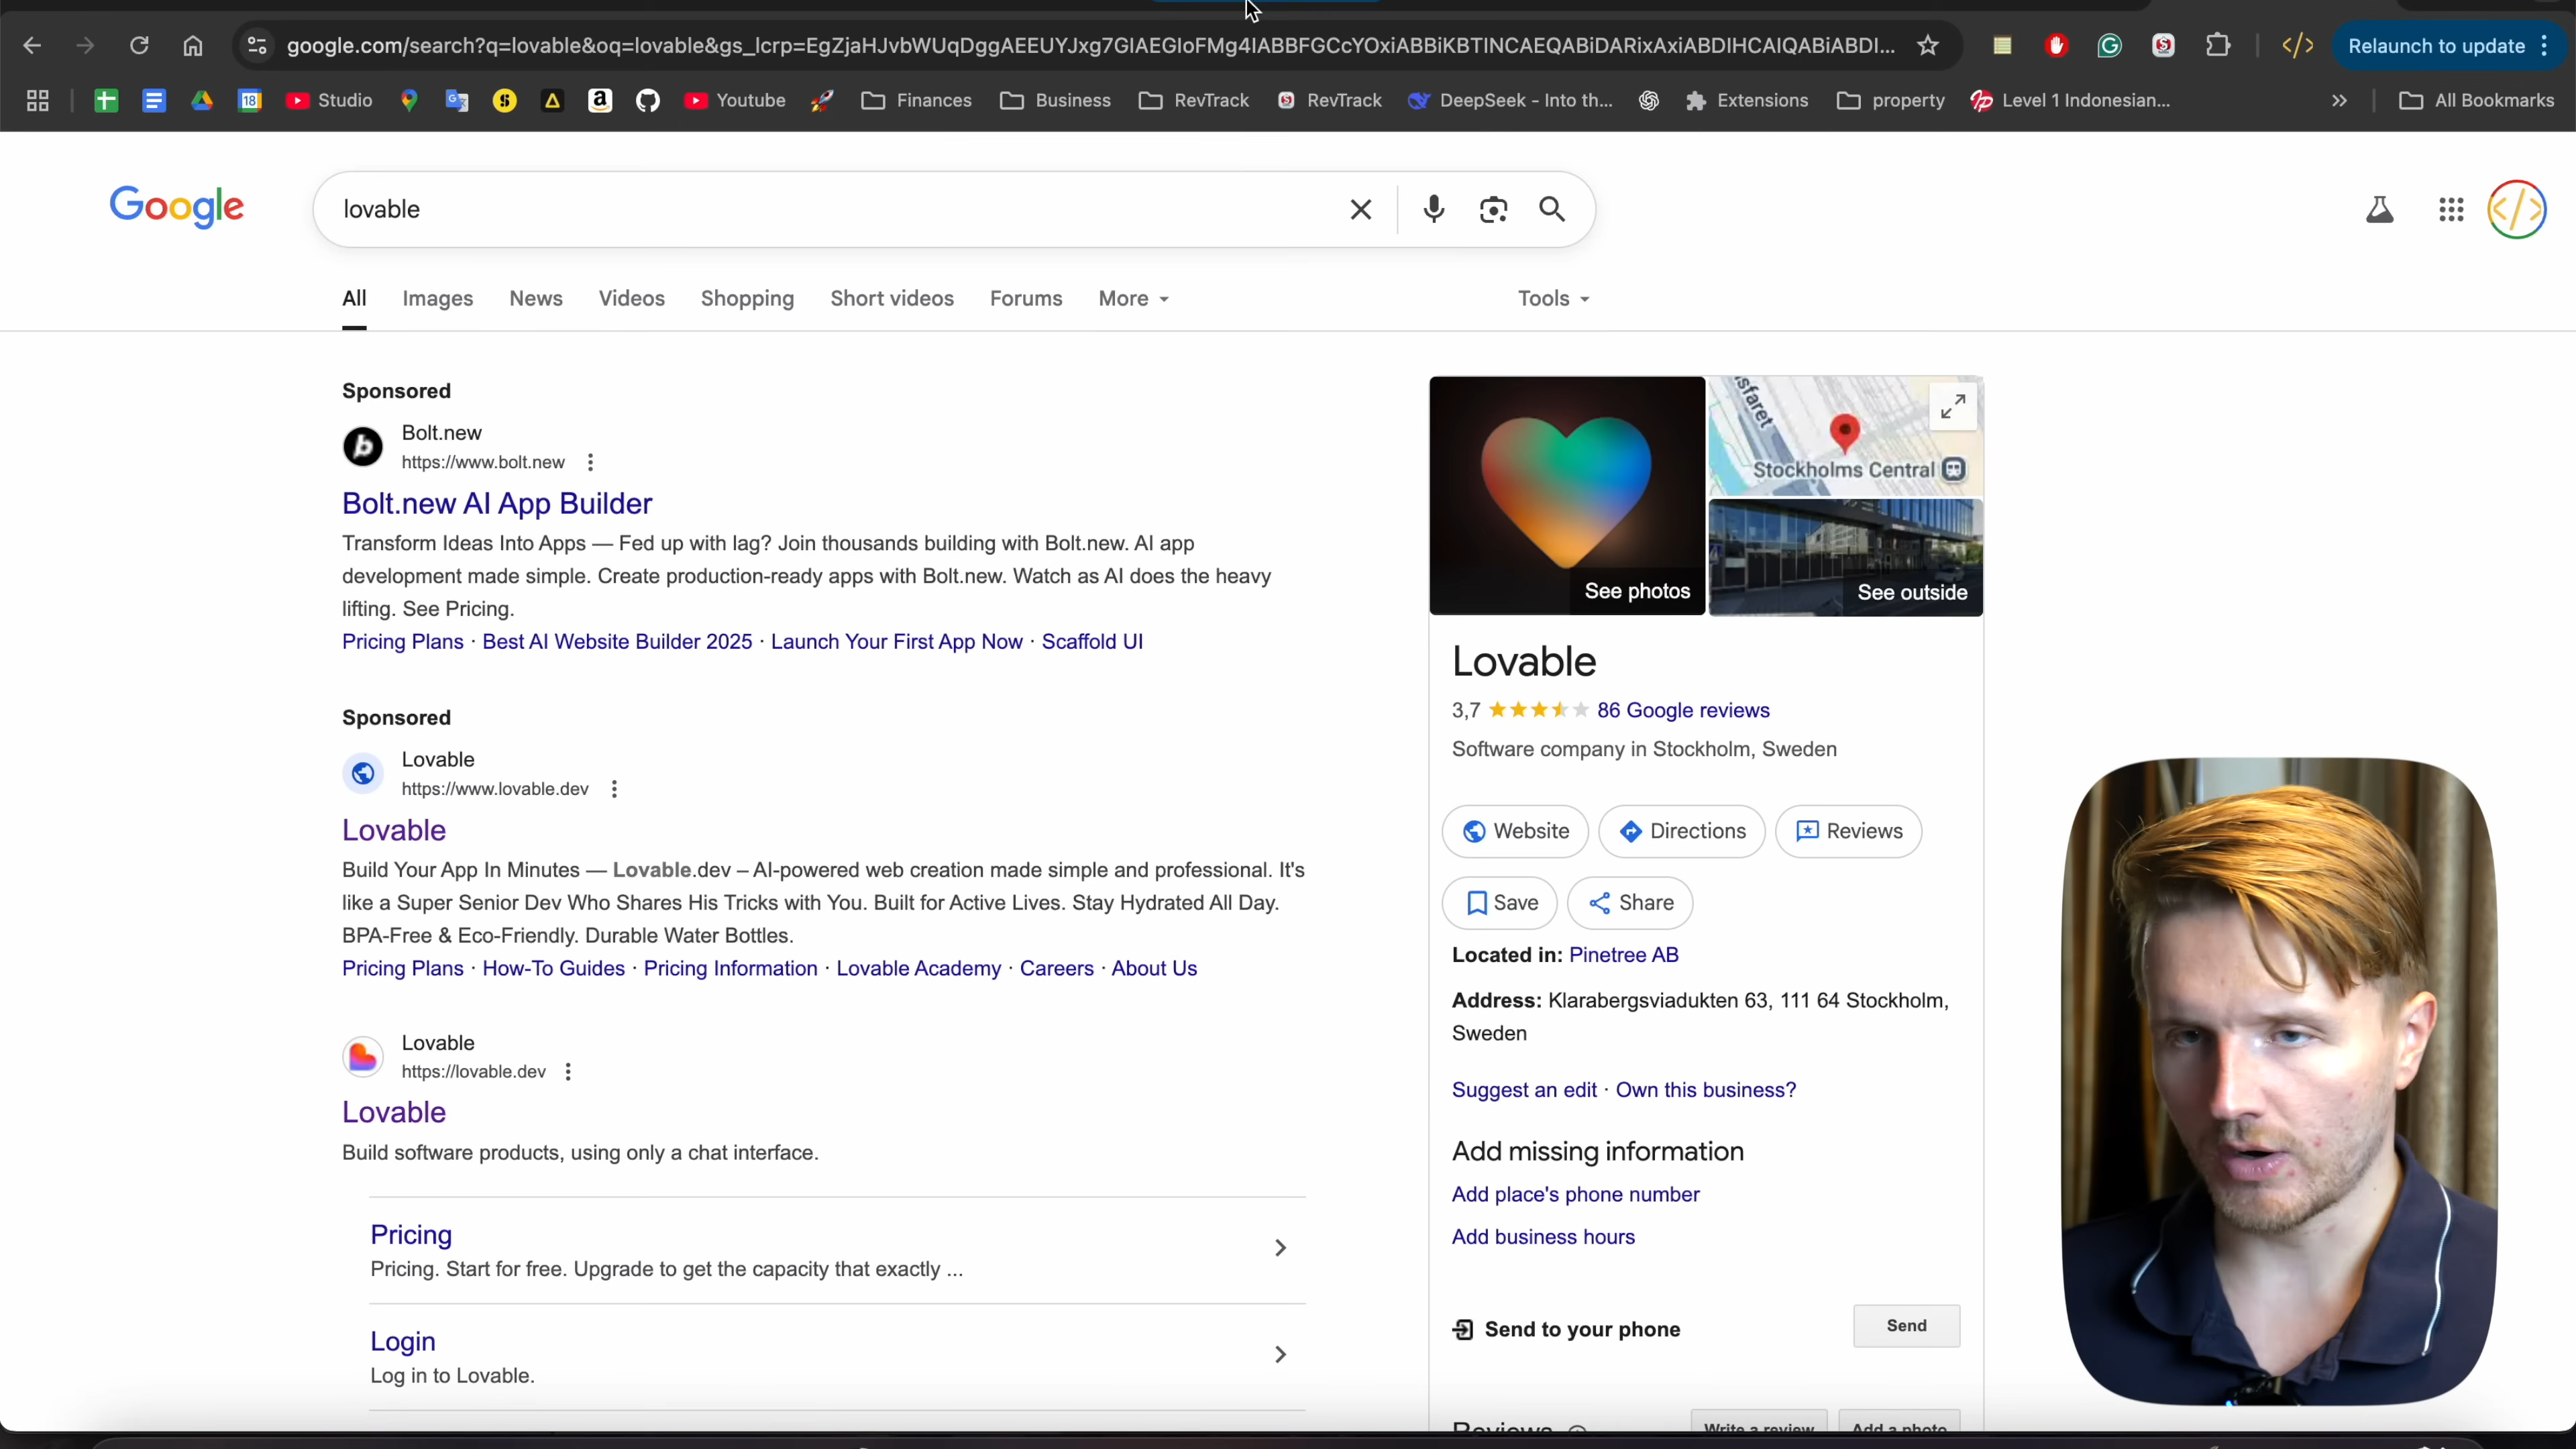 google.com/search?q=lovable&oq=lovable&gs_lcrp=EgZjaHJvbWUqDggAEEUYJxg7GIAEGIoFMg4IABBFGCcYOxiABBiKBTINCAEQABiDARixAxiABDIHCAIQABiABDI...
Relaunch to update
18
Studio
Youtube
Finances
Business
RevTrack
RevTrack
DeepSeek - Into th...
Extensions
property
Level 1 Indonesian...
All Bookmarks
Google
lovable
All
Images
News
Videos
Shopping
Short videos
Forums
More
Tools
Sponsored
Bolt.new
https://www.bolt.new
Bolt.new AI App Builder
Transform Ideas Into Apps — Fed up with lag? Join thousands building with Bolt.new. AI app
development made simple. Create production-ready apps with Bolt.new. Watch as AI does the heavy
lifting. See Pricing.
Pricing Plans · Best AI Website Builder 2025 · Launch Your First App Now · Scaffold UI
Sponsored
Lovable
https://www.lovable.dev
Lovable
Build Your App In Minutes — Lovable.dev – AI-powered web creation made simple and professional. It's
like a Super Senior Dev Who Shares His Tricks with You. Built for Active Lives. Stay Hydrated All Day.
BPA-Free & Eco-Friendly. Durable Water Bottles.
Pricing Plans · How-To Guides · Pricing Information · Lovable Academy · Careers · About Us
Lovable
https://lovable.dev
Lovable
Build software products, using only a chat interface.
Pricing
Pricing. Start for free. Upgrade to get the capacity that exactly ...
Login
Log in to Lovable.
sfaret
Stockholms Central
See photos
See outside
Lovable
3,7 86 Google reviews
Software company in Stockholm, Sweden
Website
Directions
Reviews
Save
Share
Located in: Pinetree AB
Address: Klarabergsviadukten 63, 111 64 Stockholm,
Sweden
Suggest an edit · Own this business?
Add missing information
Add place's phone number
Add business hours
Send to your phone
Send
Reviews
Write a review
Add a photo